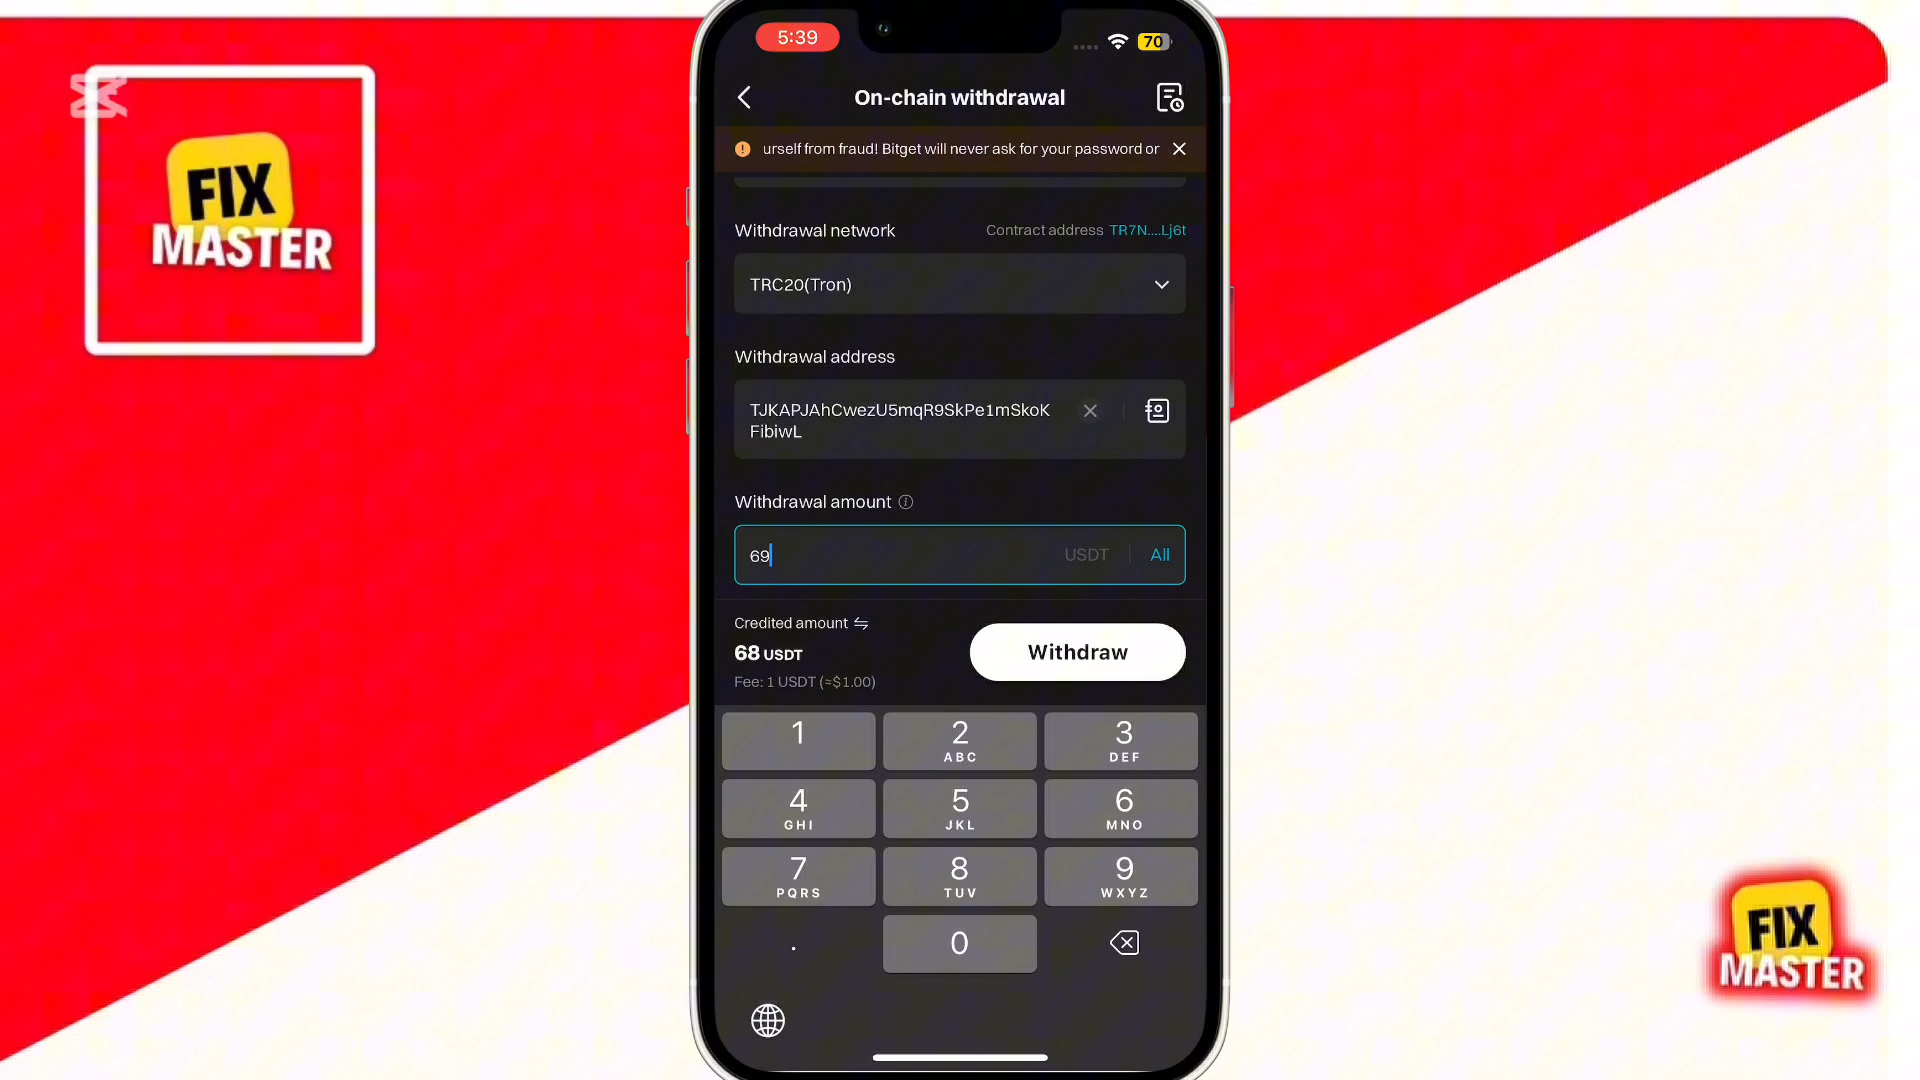 5:39
70
On-chain withdrawal
urself from fraud! Bitget will never ask for your password or
Withdrawal network
Contract address TR7N....Lj6t
TRC20(Tron)
Withdrawal address
TJKAPJAhCwezU5mqR9SkPe1mSkoK
FibiwL
Withdrawal amount
69
USDT
All
Credited amount
68 USDT
Fee: 1 USDT (≈$1.00)
Withdraw
1
2
ABC
3
DEF
4
GHI
5
JKL
6
MNO
7
PQRS
8
TUV
9
WXYZ
.
0
FIX
MASTER
FIX
MASTER